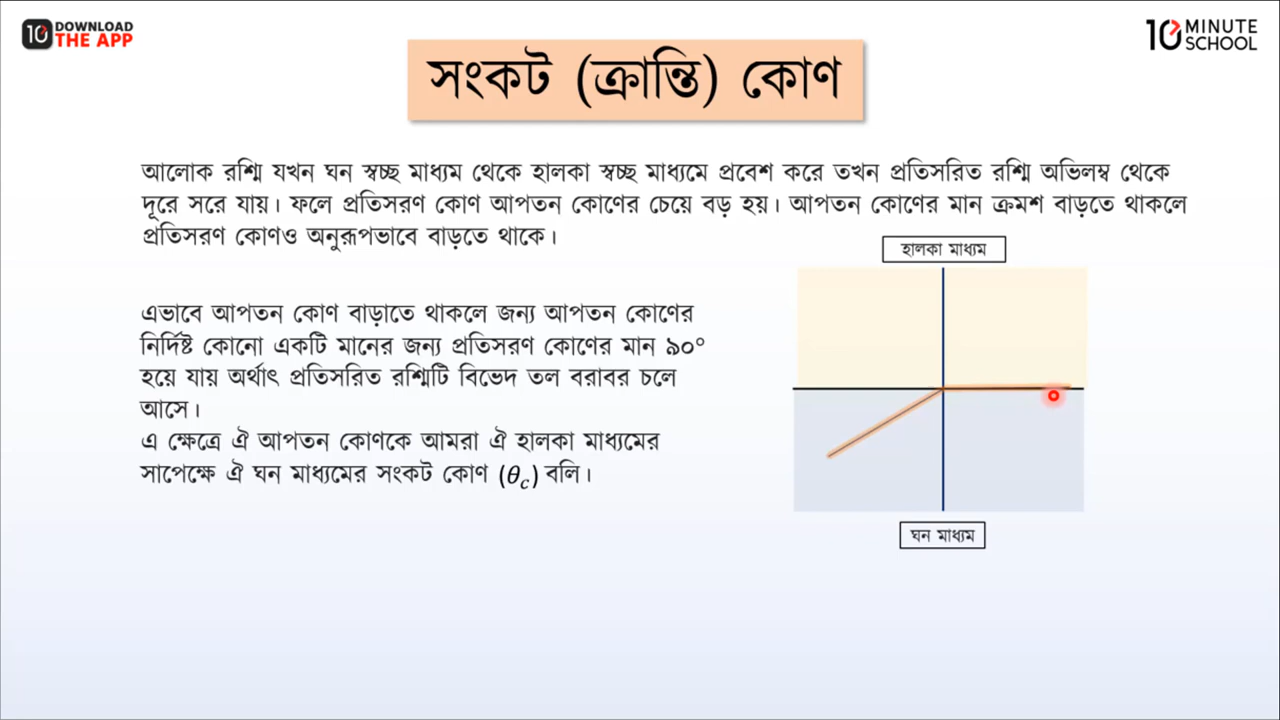 DOWNLOAD
THE APP
10 MINUTE
SCHOOL
সংকট (ক্রান্তি) কোণ
আলোক রশ্মি যখন ঘন স্বচ্ছ মাধ্যম থেকে হালকা স্বচ্ছ মাধ্যমে প্রবেশ করে তখন প্রতিসরিত রশ্মি অভিলম্ব থেকে
দূরে সরে যায়। ফলে প্রতিসরণ কোণ আপতন কোণের চেয়ে বড় হয়। আপতন কোণের মান ক্রমশ বাড়তে থাকলে
প্রতিসরণ কোণও অনুরূপভাবে বাড়তে থাকে।
হালকা মাধ্যম
এভাবে আপতন কোণ বাড়াতে থাকলে জন্য আপতন কোণের
নির্দিষ্ট কোনো একটি মানের জন্য প্রতিসরণ কোণের মান ৯০°
হয়ে যায় অর্থাৎ প্রতিসরিত রশ্মিটি বিভেদ তল বরাবর চলে
আসে।
এ ক্ষেত্রে ঐ আপতন কোণকে আমরা ঐ হালকা মাধ্যমের
সাপেক্ষে ঐ ঘন মাধ্যমের সংকট কোণ (θc) বলি।
ঘন মাধ্যম